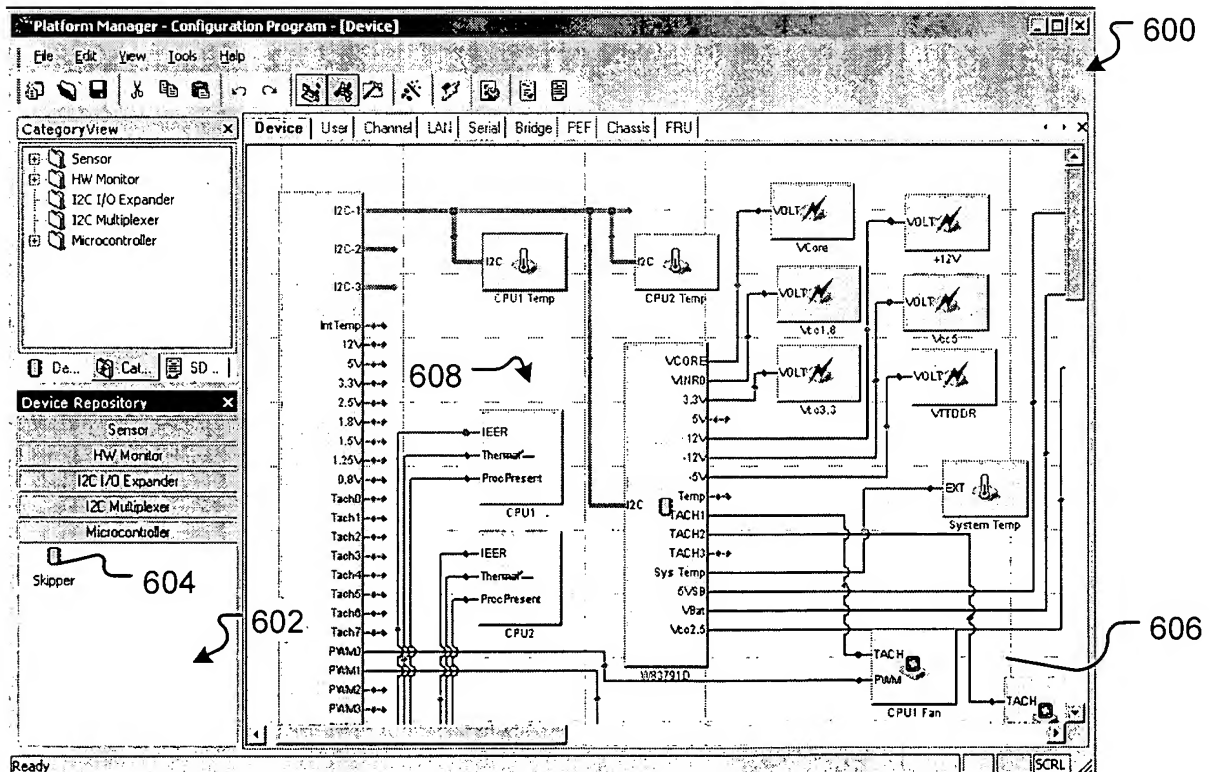 Platform Manager - Configuration Program - [Device]
600
File Edit View Tools Help
CategoryView
Sensor
HW Monitor
I2C I/O Expander
I2C Multiplexer
Microcontroller
De... Cat... SD ..
Device Repository
Sensor
HW Monitor
I2C I/O Expander
I2C Multiplexer
Microcontroller
Skipper
604
602
Device User Channel LAN Serial Bridge PEF Chassis FRU
I2C-1
I2C-2
I2C-3
Int Temp
12V
5V
3.3V
2.5V
1.8V
1.5V
1.25V
0.8V
Tach0
Tach1
Tach2
Tach3
Tach4
Tach5
Tach6
Tach7
PWM0
PWM1
PWM2
PWM3
I2C
CPU1 Temp
I2C
CPU2 Temp
608
IEER
Thermal
ProcPresent
CPU1
IEER
Thermal
ProcPresent
CPU2
I2C
VCORE
VINR0
3.3V
5V
12V
-12V
-5V
Temp
TACH1
TACH2
TACH3
Sys Temp
5VSB
VBat
Vcc2.5
W83791D
VOLT
VCore
VOLT
+12V
VOLT
Vcc1.8
VOLT
Vcc5
VOLT
Vcc3.3
VOLT
VTTDDR
EXT
System Temp
TACH
PWM
CPU1 Fan
TACH
606
Ready
SCRL